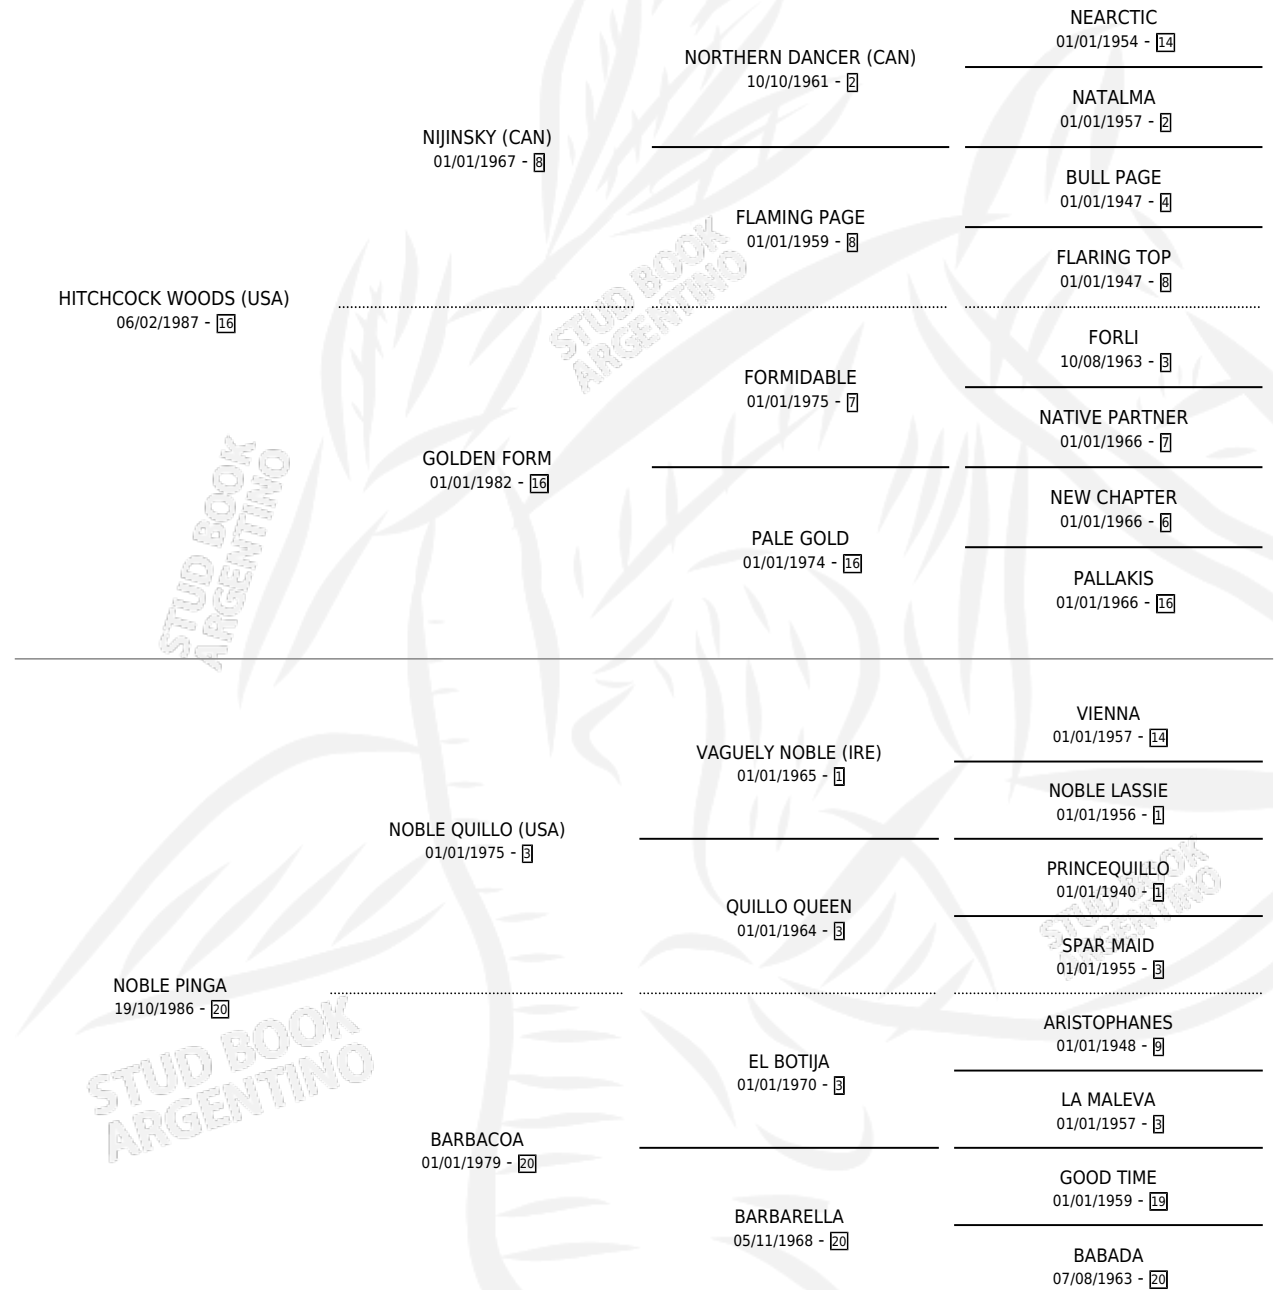 NEARCTIC
01/01/1954 - 14
NORTHERN DANCER (CAN)
10/10/1961 - 2
NATALMA
01/01/1957 - 2
NIJINSKY (CAN)
01/01/1967 - 8
BULL PAGE
01/01/1947 - 4
FLAMING PAGE
01/01/1959 - 8
FLARING TOP
01/01/1947 - 8
HITCHCOCK WOODS (USA)
06/02/1987 - 16
FORLI
10/08/1963 - 3
FORMIDABLE
01/01/1975 - 7
NATIVE PARTNER
01/01/1966 - 7
GOLDEN FORM
01/01/1982 - 16
NEW CHAPTER
01/01/1966 - 6
PALE GOLD
01/01/1974 - 16
PALLAKIS
01/01/1966 - 16
VIENNA
01/01/1957 - 14
VAGUELY NOBLE (IRE)
01/01/1965 - 1
NOBLE LASSIE
01/01/1956 - 1
NOBLE QUILLO (USA)
01/01/1975 - 3
PRINCEQUILLO
01/01/1940 - 1
QUILLO QUEEN
01/01/1964 - 3
SPAR MAID
01/01/1955 - 3
NOBLE PINGA
19/10/1986 - 20
ARISTOPHANES
01/01/1948 - 9
EL BOTIJA
01/01/1970 - 3
LA MALEVA
01/01/1957 - 3
BARBACOA
01/01/1979 - 20
GOOD TIME
01/01/1959 - 19
BARBARELLA
05/11/1968 - 20
BABADA
07/08/1963 - 20
STUD BOOK
ARGENTINO
STUD BOOK
ARGENTINO
STUD BOOK
ARGENTINO
STUD BOOK
ARGENTINO